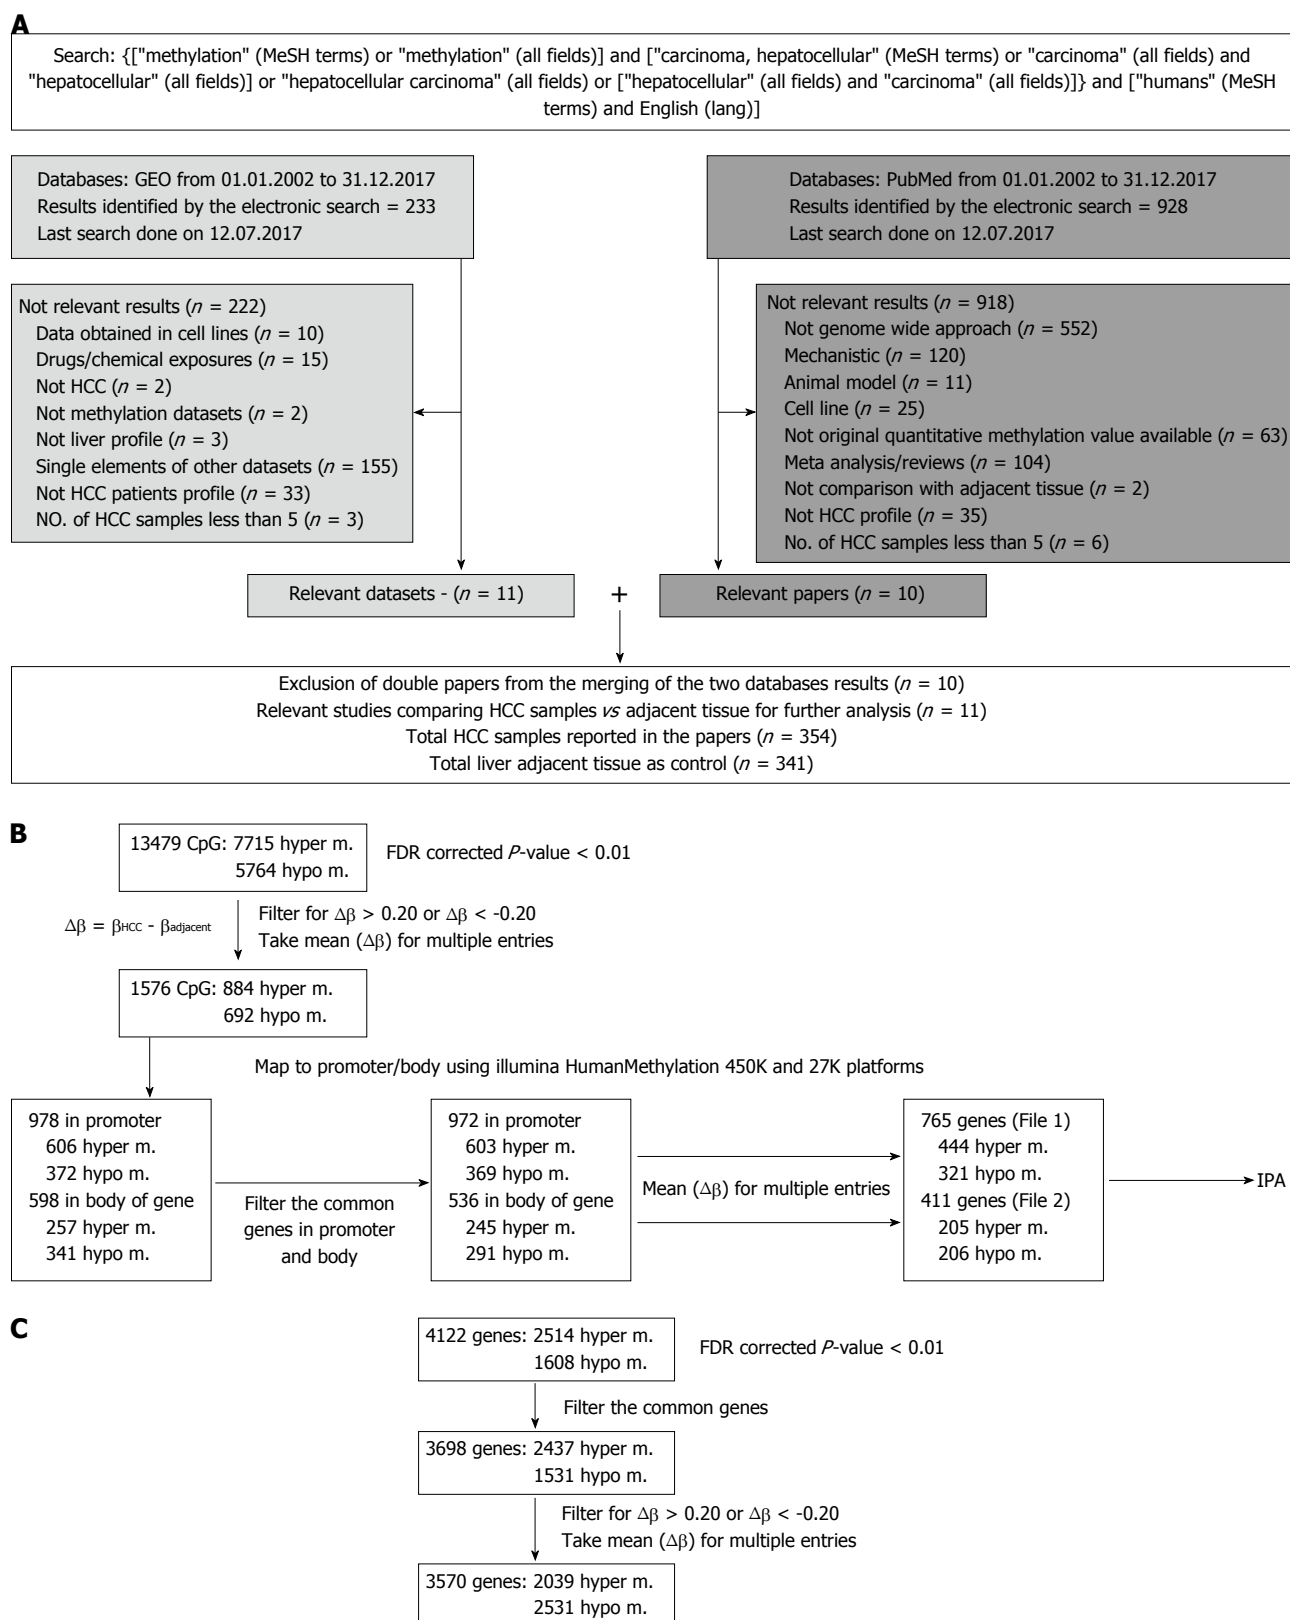 A
Search: {["methylation" (MeSH terms) or "methylation" (all fields)] and ["carcinoma, hepatocellular" (MeSH terms) or "carcinoma" (all fields) and
"hepatocellular" (all fields)] or "hepatocellular carcinoma" (all fields) or ["hepatocellular" (all fields) and "carcinoma" (all fields)]} and ["humans" (MeSH
terms) and English (lang)]
Databases: GEO from 01.01.2002 to 31.12.2017
Results identified by the electronic search = 233
Last search done on 12.07.2017
Databases: PubMed from 01.01.2002 to 31.12.2017
Results identified by the electronic search = 928
Last search done on 12.07.2017
Not relevant results (n = 222)
Data obtained in cell lines (n = 10)
Drugs/chemical exposures (n = 15)
Not HCC (n = 2)
Not methylation datasets (n = 2)
Not liver profile (n = 3)
Single elements of other datasets (n = 155)
Not HCC patients profile (n = 33)
NO. of HCC samples less than 5 (n = 3)
Not relevant results (n = 918)
Not genome wide approach (n = 552)
Mechanistic (n = 120)
Animal model (n = 11)
Cell line (n = 25)
Not original quantitative methylation value available (n = 63)
Meta analysis/reviews (n = 104)
Not comparison with adjacent tissue (n = 2)
Not HCC profile (n = 35)
No. of HCC samples less than 5 (n = 6)
Relevant datasets - (n = 11)
+
Relevant papers (n = 10)
Exclusion of double papers from the merging of the two databases results (n = 10)
Relevant studies comparing HCC samples vs adjacent tissue for further analysis (n = 11)
Total HCC samples reported in the papers (n = 354)
Total liver adjacent tissue as control (n = 341)
B
13479 CpG: 7715 hyper m.
5764 hypo m.
FDR corrected P-value < 0.01
Δβ = βHCC - βadjacent
Filter for Δβ > 0.20 or Δβ < -0.20
Take mean (Δβ) for multiple entries
1576 CpG: 884 hyper m.
692 hypo m.
Map to promoter/body using illumina HumanMethylation 450K and 27K platforms
978 in promoter
606 hyper m.
372 hypo m.
598 in body of gene
257 hyper m.
341 hypo m.
Filter the common
genes in promoter
and body
972 in promoter
603 hyper m.
369 hypo m.
536 in body of gene
245 hyper m.
291 hypo m.
Mean (Δβ) for multiple entries
765 genes (File 1)
444 hyper m.
321 hypo m.
411 genes (File 2)
205 hyper m.
206 hypo m.
IPA
C
4122 genes: 2514 hyper m.
1608 hypo m.
FDR corrected P-value < 0.01
Filter the common genes
3698 genes: 2437 hyper m.
1531 hypo m.
Filter for Δβ > 0.20 or Δβ < -0.20
Take mean (Δβ) for multiple entries
3570 genes: 2039 hyper m.
2531 hypo m.